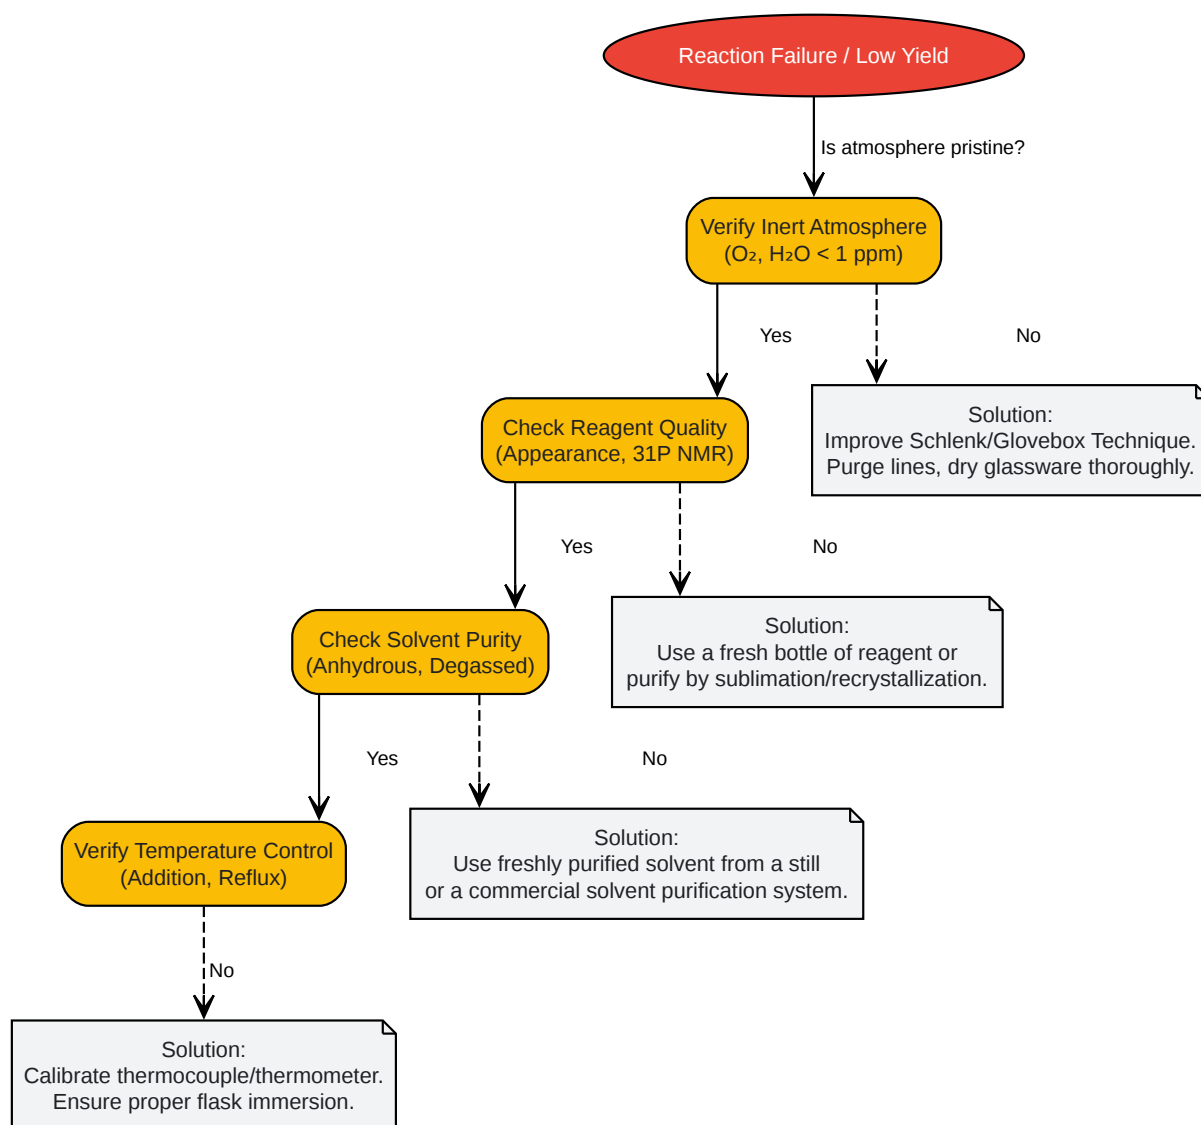 Reaction Failure / Low Yield
Is atmosphere pristine?
Verify Inert Atmosphere
(O₂, H₂O < 1 ppm)
Yes
No
Check Reagent Quality
(Appearance, 31P NMR)
Solution:
Improve Schlenk/Glovebox Technique.
Purge lines, dry glassware thoroughly.
Yes
No
Check Solvent Purity
(Anhydrous, Degassed)
Solution:
Use a fresh bottle of reagent or
purify by sublimation/recrystallization.
Yes
No
Verify Temperature Control
(Addition, Reflux)
Solution:
Use freshly purified solvent from a still
or a commercial solvent purification system.
No
Solution:
Calibrate thermocouple/thermometer.
Ensure proper flask immersion.